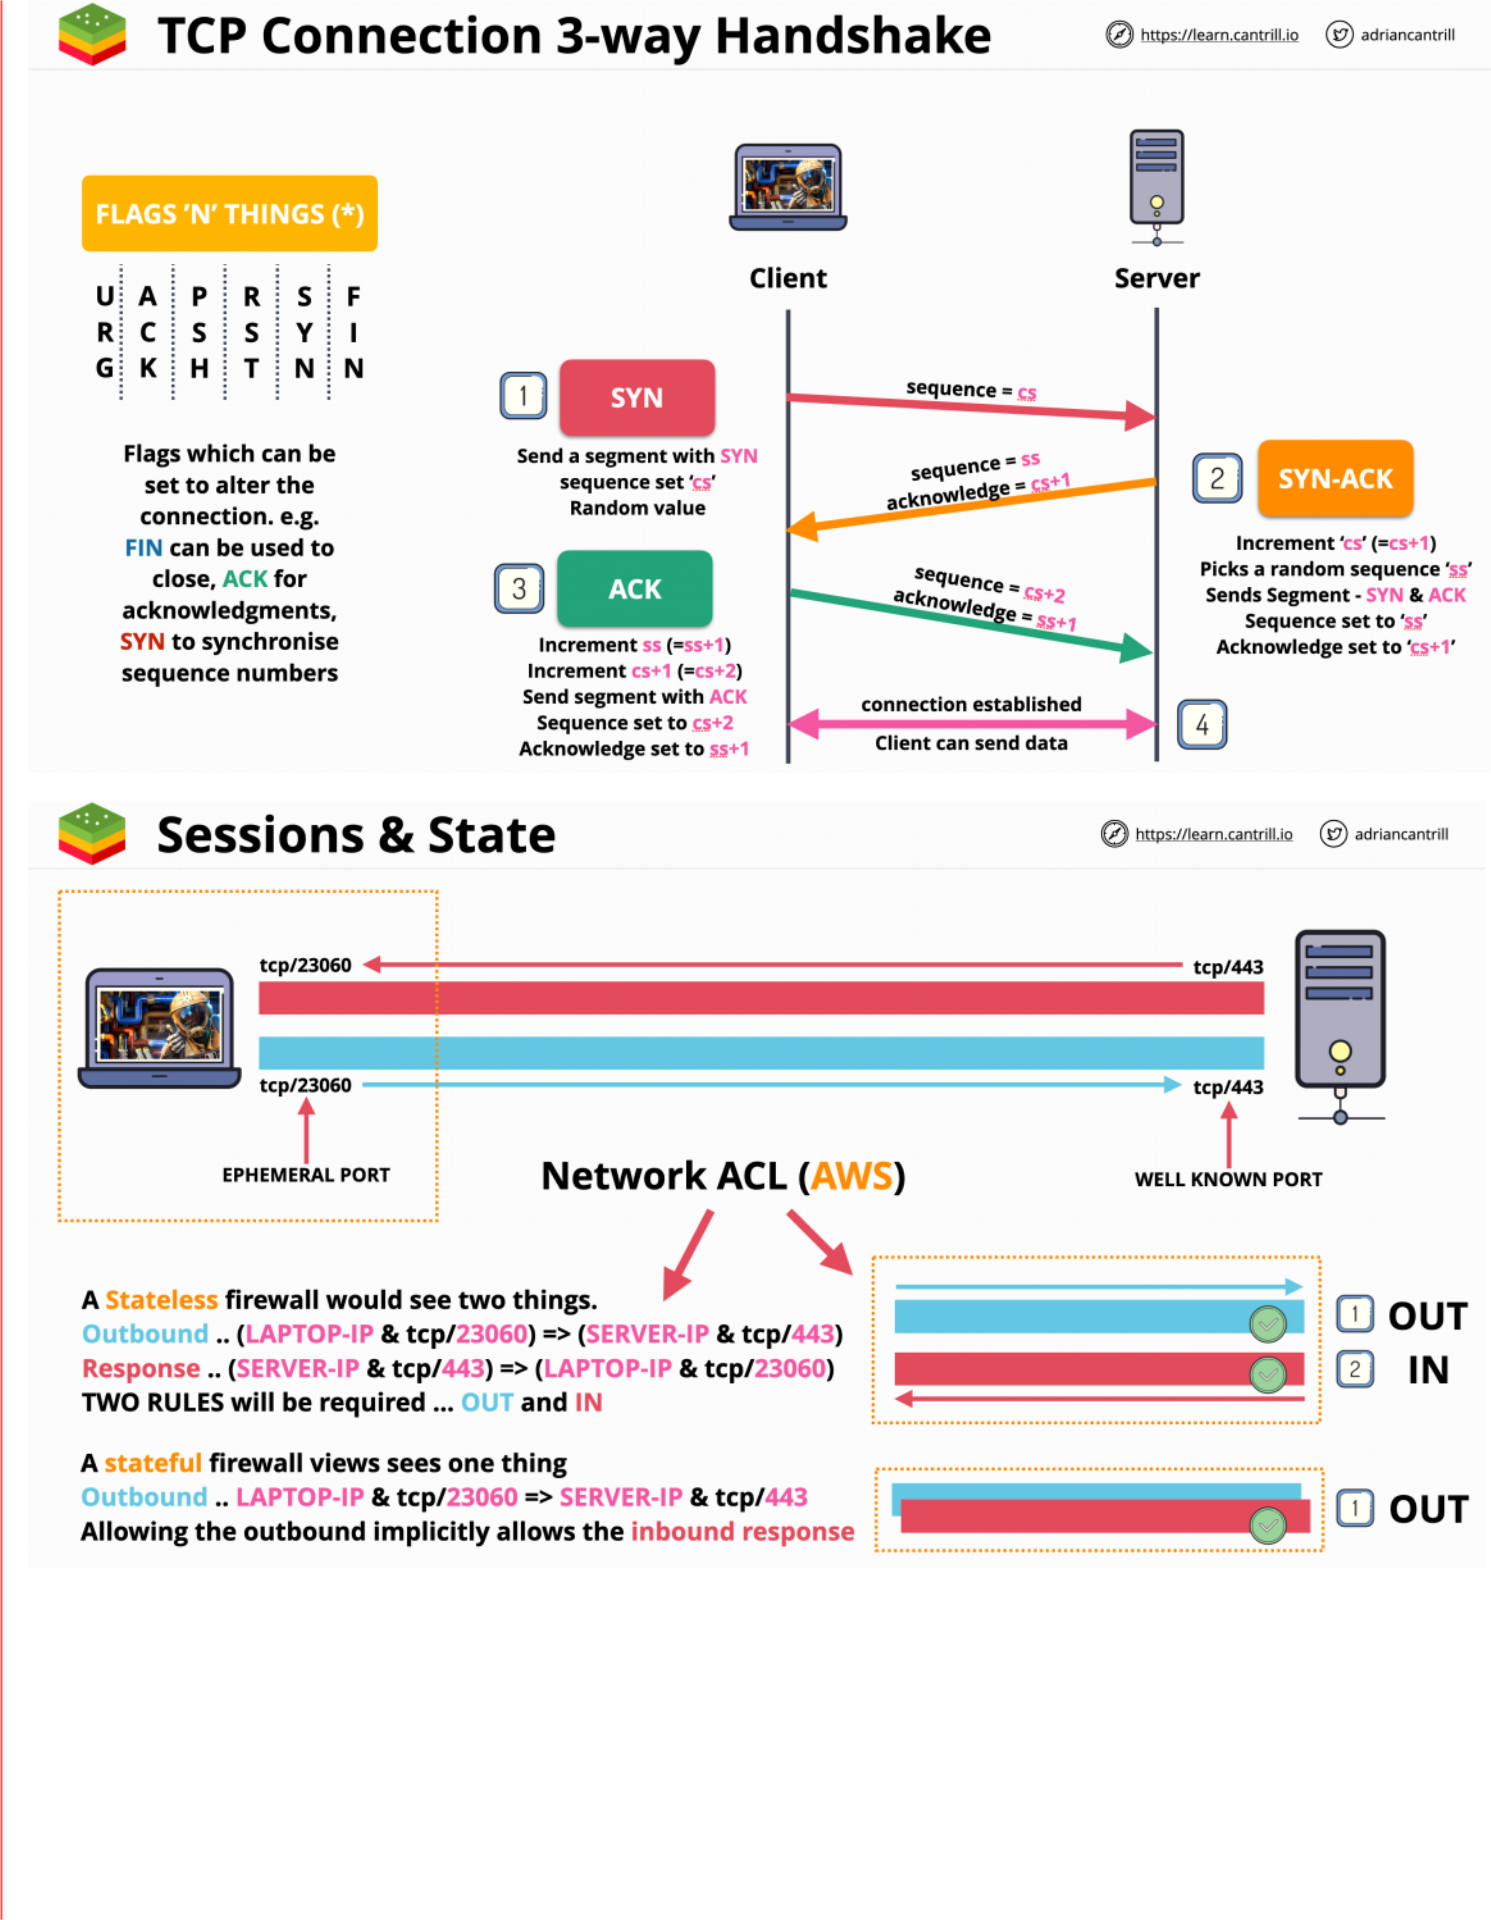 TCP Connection 3-way Handshake
https://learn.cantrill.io
adriancantrill
FLAGS 'N' THINGS (*)
URG
ACK
PSH
RST
SYN
FIN
Flags which can be
set to alter the
connection. e.g.
FIN can be used to
close, ACK for
acknowledgments,
SYN to synchronise
sequence numbers
Client
Server
1
SYN
Send a segment with SYN
sequence set 'cs'
Random value
sequence = cs
sequence = ss
acknowledge = cs+1
2
SYN-ACK
Increment 'cs' (=cs+1)
Picks a random sequence 'ss'
Sends Segment - SYN & ACK
Sequence set to 'ss'
Acknowledge set to 'cs+1'
3
ACK
Increment ss (=ss+1)
Increment cs+1 (=cs+2)
Send segment with ACK
Sequence set to cs+2
Acknowledge set to ss+1
sequence = cs+2
acknowledge = ss+1
connection established
Client can send data
4
Sessions & State
https://learn.cantrill.io
adriancantrill
tcp/23060
tcp/443
tcp/23060
tcp/443
EPHEMERAL PORT
WELL KNOWN PORT
Network ACL (AWS)
A Stateless firewall would see two things.
Outbound .. (LAPTOP-IP & tcp/23060) => (SERVER-IP & tcp/443)
Response .. (SERVER-IP & tcp/443) => (LAPTOP-IP & tcp/23060)
TWO RULES will be required ... OUT and IN
1 OUT
2 IN
A stateful firewall views sees one thing
Outbound .. LAPTOP-IP & tcp/23060 => SERVER-IP & tcp/443
Allowing the outbound implicitly allows the inbound response
1 OUT